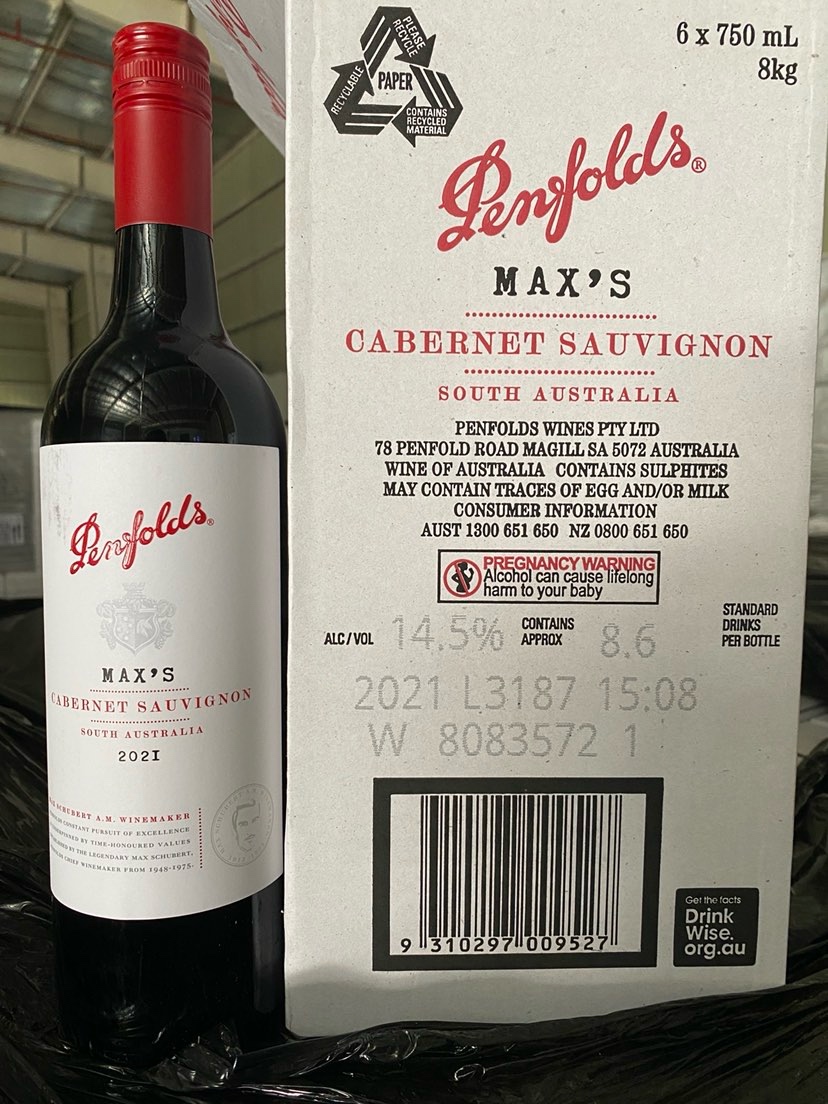 Penfolds®
MAX'S
CABERNET SAUVIGNON
SOUTH AUSTRALIA
2021
SCHUBERT A.M. WINEMAKER
CONSTANT PURSUIT OF EXCELLENCE
BY TIME-HONOURED VALUES
BY THE LEGENDARY MAX SCHUBERT,
CHIEF WINEMAKER FROM 1948-1975.
PLEASE RECYCLE
RECYCLABLE
PAPER
CONTAINS RECYCLED MATERIAL
6 x 750 mL
8kg
Penfolds®
MAX'S
CABERNET SAUVIGNON
SOUTH AUSTRALIA
PENFOLDS WINES PTY LTD
78 PENFOLD ROAD MAGILL SA 5072 AUSTRALIA
WINE OF AUSTRALIA CONTAINS SULPHITES
MAY CONTAIN TRACES OF EGG AND/OR MILK
CONSUMER INFORMATION
AUST 1300 651 650 NZ 0800 651 650
PREGNANCY WARNING
Alcohol can cause lifelong
harm to your baby
ALC/VOL 14.5% CONTAINS APPROX 8.6 STANDARD DRINKS PER BOTTLE
2021 L3187 15:08
W 8083572 1
9 310297 009527
Get the facts
Drink
Wise.
org.au